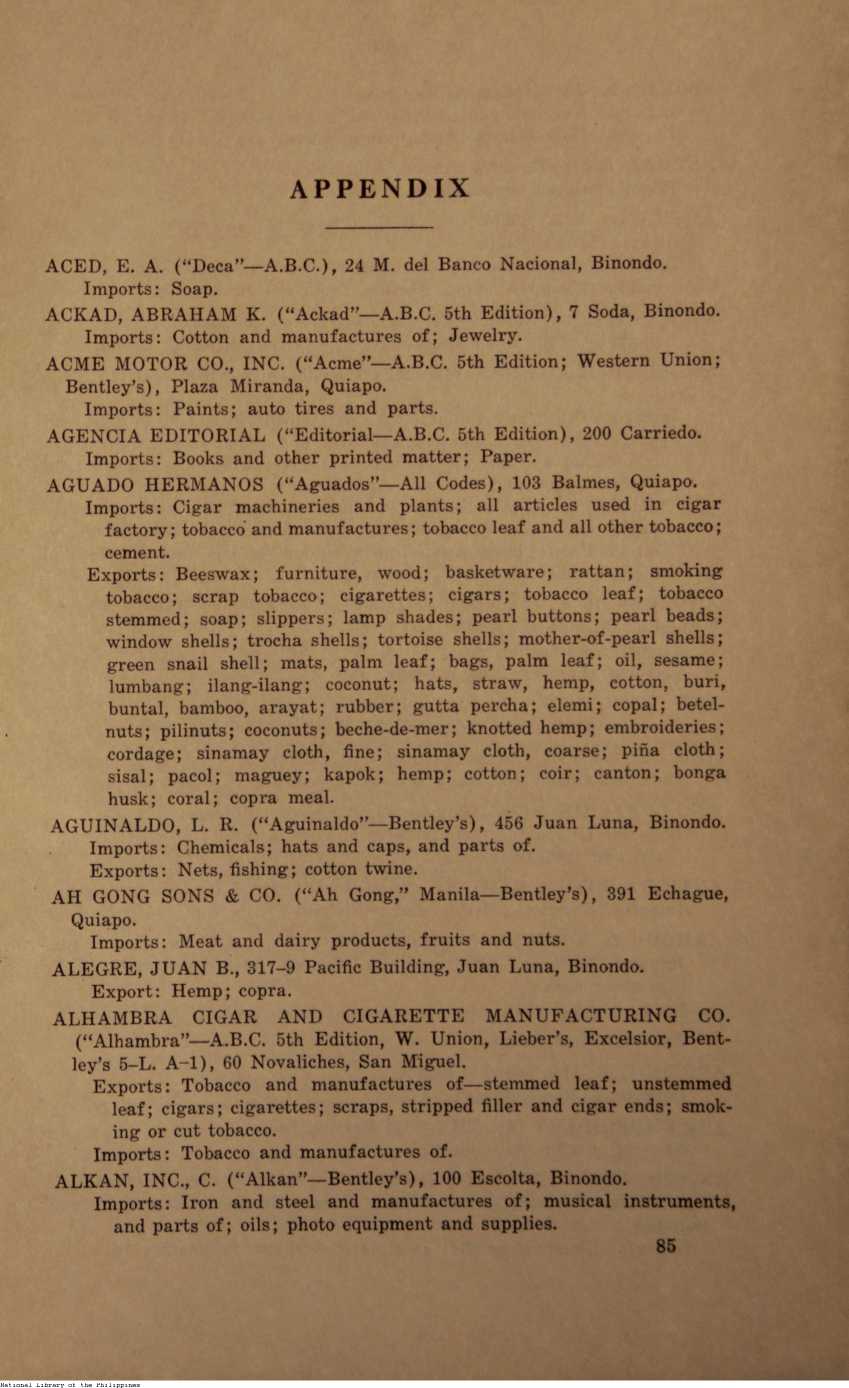 APPENDIX
ACED, E. A. (“Deca”—A.B.C.), 24 M. del Banco Nacional, Binondo.
Imports: Soap.
ACKAD, ABRAHAM K. (“Ackad”—A.B.C. 5th Edition), 7 Soda, Binondo.
Imports: Cotton and manufactures of; Jewelry.
ACME MOTOR CO., INC. (“Acme”—A.B.C. 5th Edition; Western Union;
Bentley’s), Plaza Miranda, Quiapo.
Imports: Paints; auto tires and parts.
AGENCIA EDITORIAL (“Editorial—A.B.C. 5th Edition), 200 Carriedo.
Imports: Books and other printed matter; Paper.
AGUADO HERMANOS (“Aguados”—All Codes), 103 Balmes, Quiapo.
Imports: Cigar machineries and plants; all articles used in cigar
factory; tobacco and manufactures; tobacco leaf and all other tobacco;
cement.
Exports: Beeswax; furniture, wood; basketware; rattan; smoking
tobacco; scrap tobacco; cigarettes; cigars; tobacco leaf; tobacco
stemmed; soap; slippers; lamp shades; pearl buttons; pearl beads;
window shells; trocha shells; tortoise shells; mother-of-pearl shells;
green snail shell; mats, palm leaf; bags, palm leaf; oil, sesame;
lumbang; ilang-ilang; coconut; hats, straw, hemp, cotton, buri,
buntal, bamboo, arayat; rubber; gutta percha; elemi; copal; betel-
nuts; pilinuts; coconuts; beche-de-mer; knotted hemp; embroideries;
cordage; sinamay cloth, fine; sinamay cloth, coarse; piña cloth;
sisal; pacol; maguey; kapok; hemp; cotton; coir; canton; bonga
husk; coral; copra meal.
AGUINALDO, L. R. (“Aguinaldo”—Bentley’s), 456 Juan Luna, Binondo.
Imports: Chemicals; hats and caps, and parts of.
Exports: Nets, fishing; cotton twine.
AH GONG SONS & CO. (“Ah Gong,” Manila—Bentley’s), 391 Echague,
Quiapo.
Imports: Meat and dairy products, fruits and nuts.
ALEGRE, JUAN B., 317–9 Pacific Building, Juan Luna, Binondo.
Export: Hemp; copra.
ALHAMBRA CIGAR AND CIGARETTE MANUFACTURING CO.
(“Alhambra”—A.B.C. 5th Edition, W. Union, Lieber’s, Excelsior, Bent-
ley’s 5–L. A–1), 60 Novaliches, San Miguel.
Exports: Tobacco and manufactures of—stemmed leaf; unstemmed
leaf; cigars; cigarettes; scraps, stripped filler and cigar ends; smok-
ing or cut tobacco.
Imports: Tobacco and manufactures of.
ALKAN, INC., C. (“Alkan”—Bentley’s), 100 Escolta, Binondo.
Imports: Iron and steel and manufactures of; musical instruments,
and parts of; oils; photo equipment and supplies.
85
National Library of the Philippines